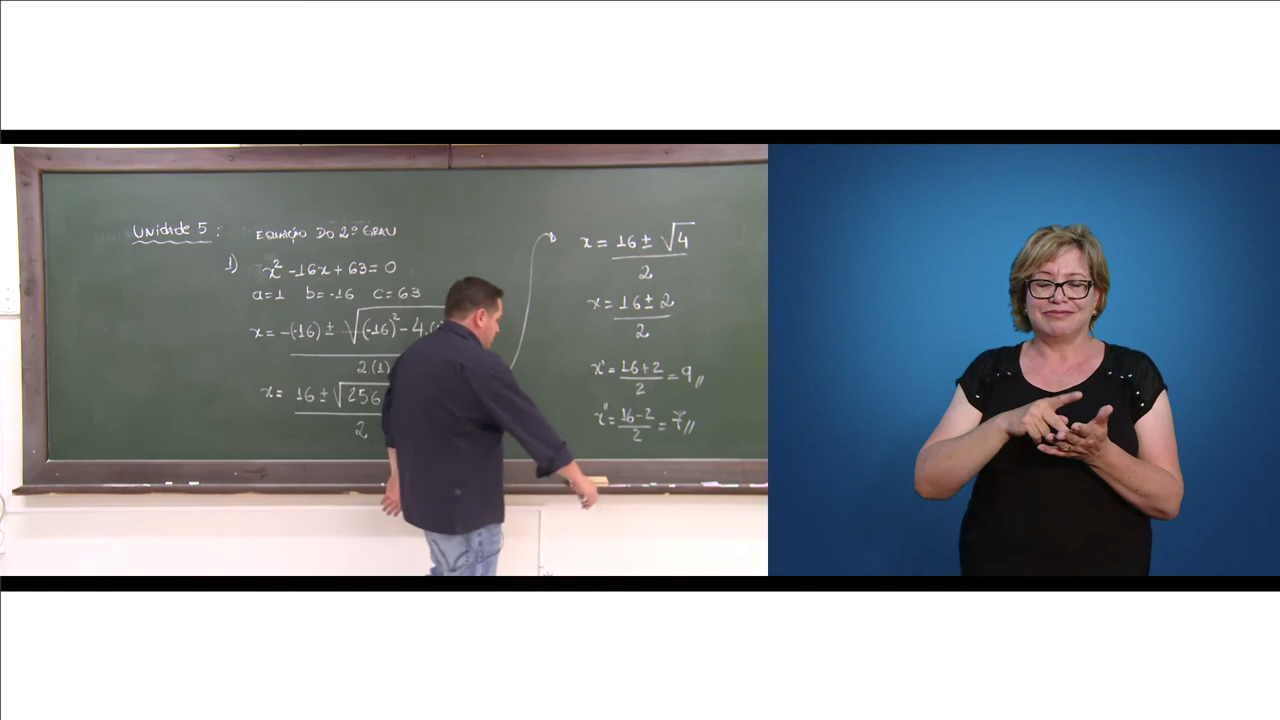 Unidade 5: EQUAÇÃO DO 2º GRAU
1) x² -16x + 63 = 0
a=1 b=-16 c=63
x = -(-16) ± √(-16)² - 4.(
2(1)
x = 16 ± √256
2
x = 16 ± √4
2
x = 16 ± 2
2
x' = 16+2 = 9//
2
x'' = 16-2 = 7//
2